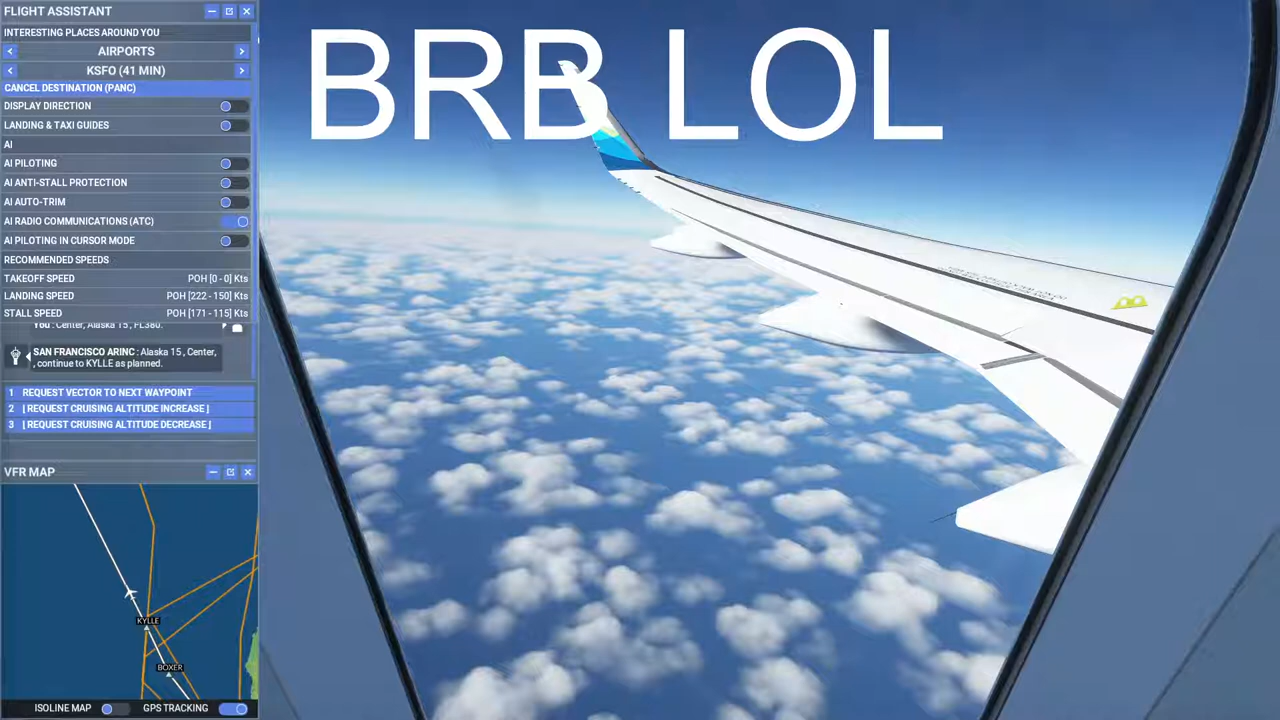 FLIGHT ASSISTANT
INTERESTING PLACES AROUND YOU
AIRPORTS
KSFO (41 MIN)
CANCEL DESTINATION (PANC)
DISPLAY DIRECTION
LANDING & TAXI GUIDES
AI
AI PILOTING
AI ANTI-STALL PROTECTION
AI AUTO-TRIM
AI RADIO COMMUNICATIONS (ATC)
AI PILOTING IN CURSOR MODE
RECOMMENDED SPEEDS
TAKEOFF SPEED POH [0 - 0] Kts
LANDING SPEED POH [222 - 150] Kts
STALL SPEED POH [171 - 115] Kts
You : Center, Alaska 15 , FL380.
SAN FRANCISCO ARINC : Alaska 15 , Center,
, continue to KYLLE as planned.
1 REQUEST VECTOR TO NEXT WAYPOINT
2 [ REQUEST CRUISING ALTITUDE INCREASE ]
3 [ REQUEST CRUISING ALTITUDE DECREASE ]
VFR MAP
KYLLE
BOXER
ISOLINE MAP GPS TRACKING
BRB LOL